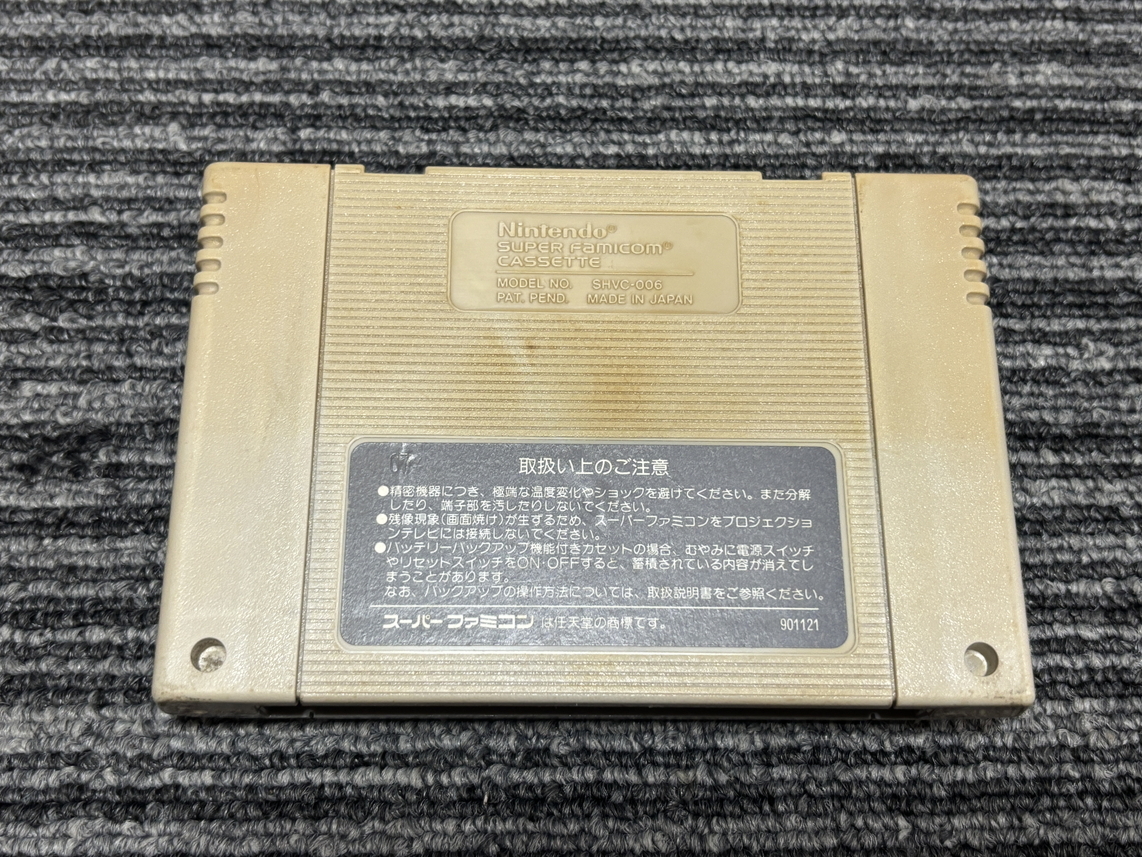 Nintendo®
SUPER FAMICOM®
CASSETTE
MODEL NO. SHVC-006
PAT. PEND. MADE IN JAPAN
取扱い上のご注意
●精密機器につき、極端な温度変化やショックを避けてください。また分解
したり、端子部を汚したりしないでください。
●残像現象(画面焼け)が生ずるため、スーパーファミコンをプロジェクショ
ンテレビには接続しないでください。
●バッテリーバックアップ機能付きカセットの場合、むやみに電源スイッチ
やリセットスイッチをON・OFFすると、蓄積されている内容が消えてし
まうことがあります。
なお、バックアップの操作方法については、取扱説明書をご参照ください。
スーパーファミコンは任天堂の商標です。 901121